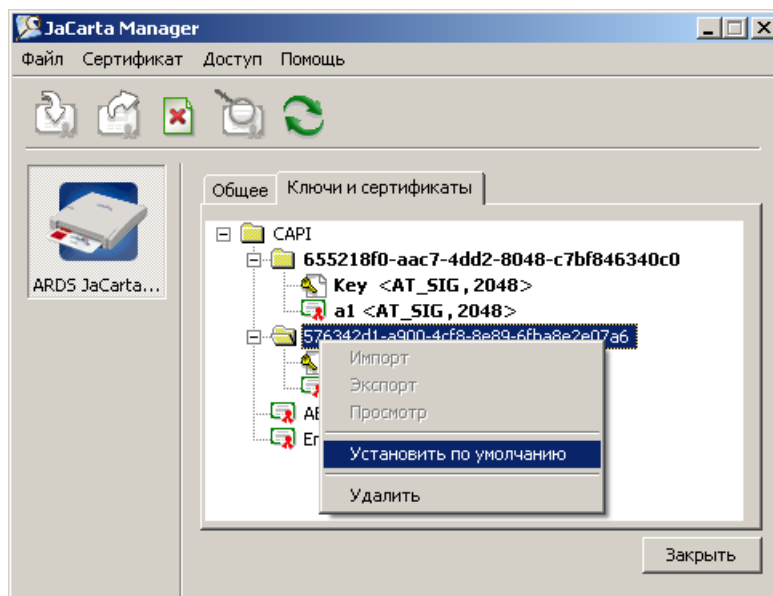 JaCarta Manager
Файл Сертификат Доступ Помощь
ARDS JaCarta...
Общее Ключи и сертификаты
CAPI
655218f0-aac7-4dd2-8048-c7bf846340c0
Key <AT_SIG,2048>
a1 <AT_SIG,2048>
576342d1-a900-4cf8-8e89-6fba8e2e07a6
Импорт
Экспорт
Просмотр
Установить по умолчанию
Удалить
Закрыть